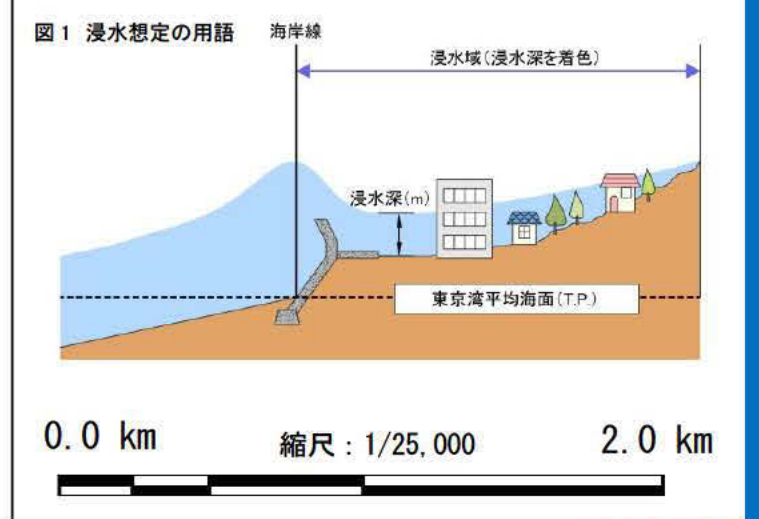 図1 浸水想定の用語
海岸線
浸水域(浸水深を着色)
浸水深(m)
東京湾平均海面(T.P.)
0.0 km
縮尺：1/25,000
2.0 km